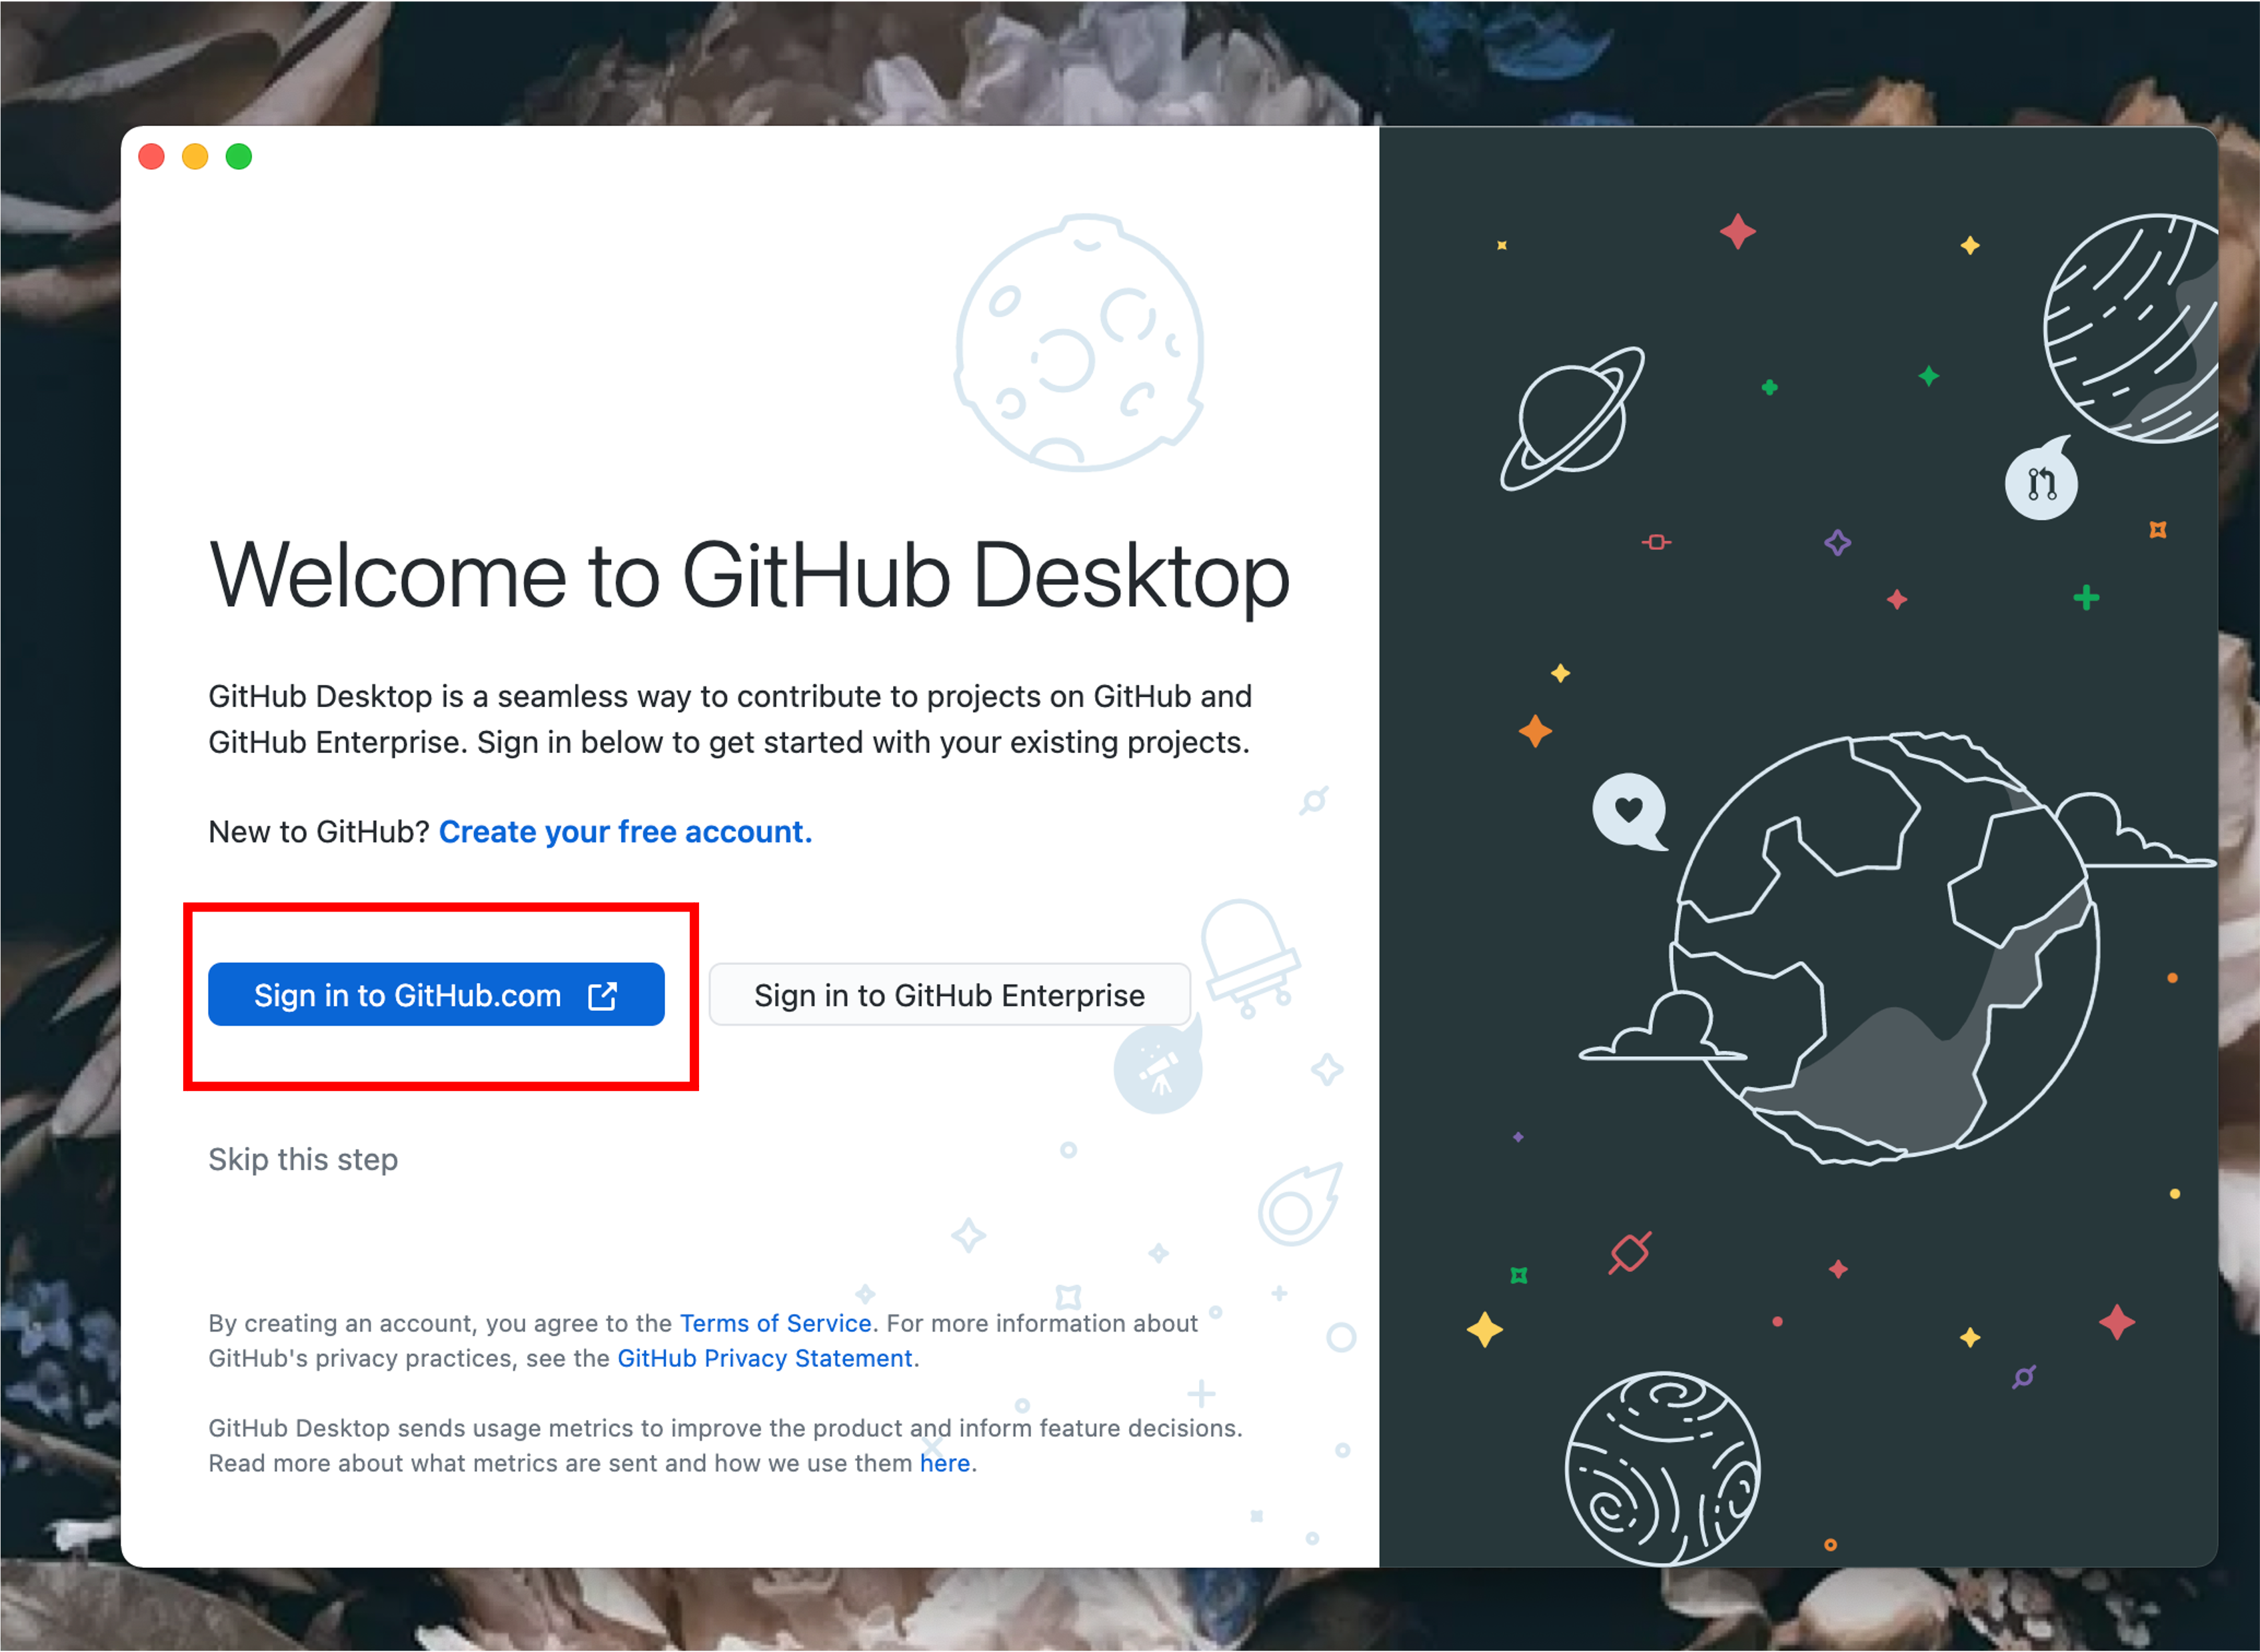 Welcome to GitHub Desktop
GitHub Desktop is a seamless way to contribute to projects on GitHub and
GitHub Enterprise. Sign in below to get started with your existing projects.
New to GitHub? Create your free account.
Sign in to GitHub.com
Sign in to GitHub Enterprise
Skip this step
By creating an account, you agree to the Terms of Service. For more information about
GitHub's privacy practices, see the GitHub Privacy Statement.
GitHub Desktop sends usage metrics to improve the product and inform feature decisions.
Read more about what metrics are sent and how we use them here.